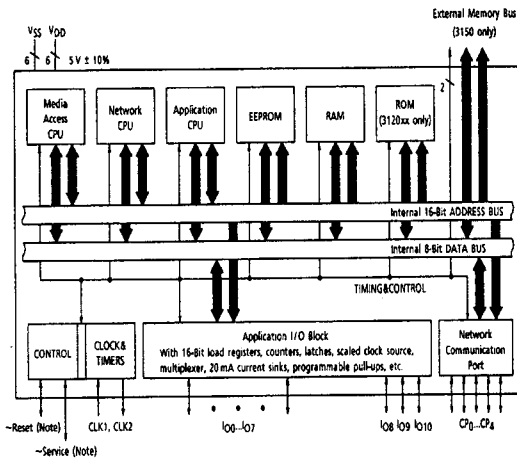 VSS VDD
External Memory Bus
(3150 only)
6 6 5 V ± 10%
2
Media
Access
CPU
Network
CPU
Application
CPU
EEPROM
RAM
ROM
(3120xx only)
Internal 16-Bit ADDRESS BUS
Internal 8-Bit DATA BUS
TIMING&CONTROL
CONTROL
CLOCK&
TIMERS
Application I/O Block
With 16-Bit load registers, counters, latches, scaled clock source,
multiplexer, 20 mA current sinks, programmable pull-ups, etc.
Network
Communication
Port
~Reset (Note)
CLK1, CLK2
IO0...IO7
IO8 IO9 IO10
CP0...CP4
~Service (Note)